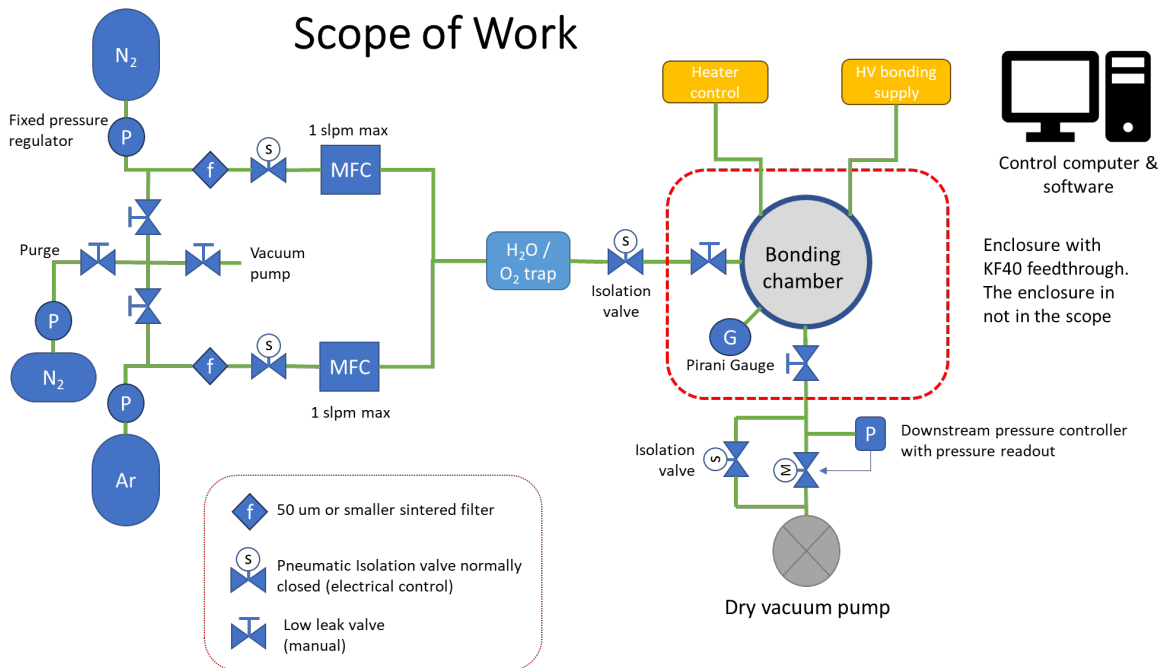 Scope of Work
N2
Fixed pressure
regulator
P
f
S
1 slpm max
MFC
Purge
Vacuum
pump
P
N2
P
Ar
f
S
MFC
1 slpm max
H2O /
O2 trap
S
Isolation
valve
Heater
control
HV bonding
supply
Bonding
chamber
G
Pirani Gauge
Control computer &
software
Enclosure with
KF40 feedthrough.
The enclosure in
not in the scope
Isolation
valve
S
M
P
Downstream pressure controller
with pressure readout
Dry vacuum pump
f
50 um or smaller sintered filter
S
Pneumatic Isolation valve normally
closed (electrical control)
Low leak valve
(manual)